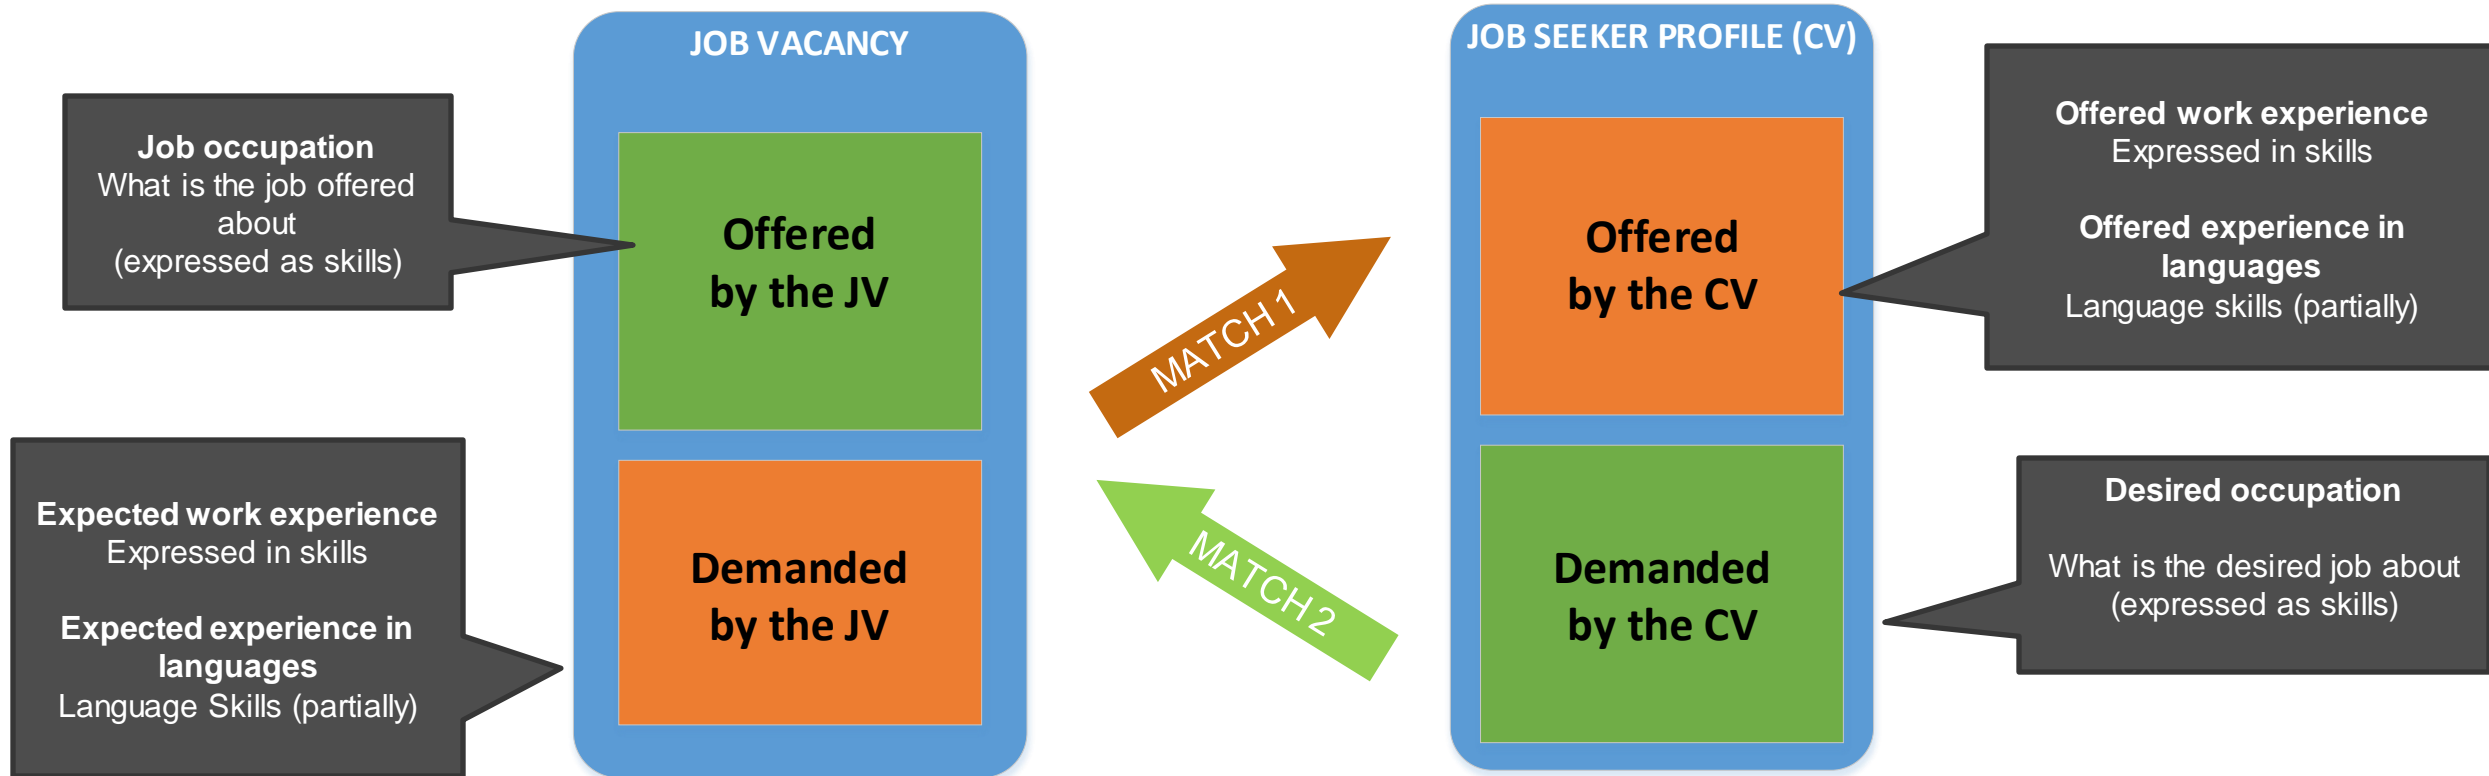 JOB VACANCY
Job occupation
What is the job offered
about
(expressed as skills)
Offered
by the JV
Expected work experience
Expressed in skills
Expected experience in
languages
Language Skills (partially)
Demanded
by the JV
MATCH 1
MATCH 2
JOB SEEKER PROFILE (CV)
Offered
by the CV
Offered work experience
Expressed in skills
Offered experience in
languages
Language skills (partially)
Demanded
by the CV
Desired occupation
What is the desired job about
(expressed as skills)